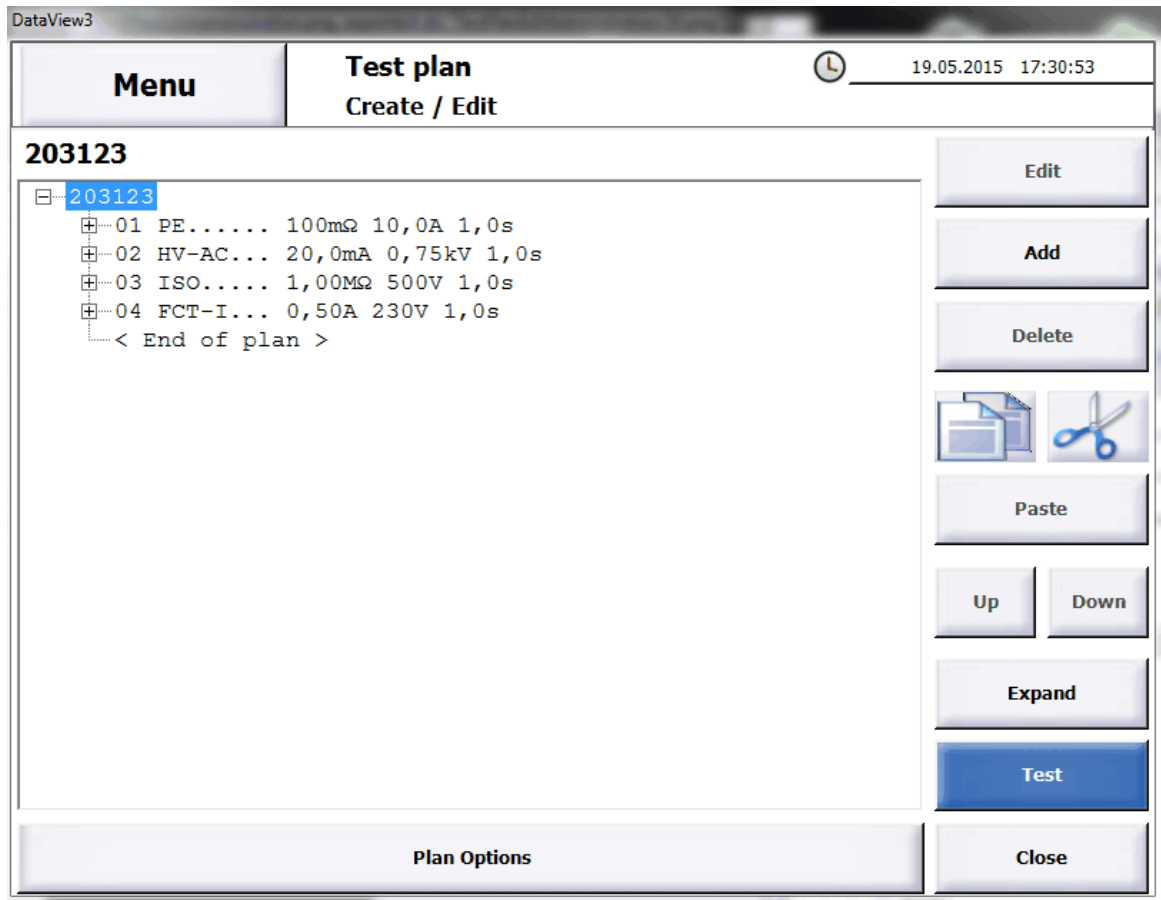 DataView3
Menu
Test plan
Create / Edit
19.05.2015 17:30:53
203123
203123
01 PE...... 100mΩ 10,0A 1,0s
02 HV-AC... 20,0mA 0,75kV 1,0s
03 ISO..... 1,00MΩ 500V 1,0s
04 FCT-I... 0,50A 230V 1,0s
< End of plan >
Edit
Add
Delete
Paste
Up Down
Expand
Test
Plan Options
Close